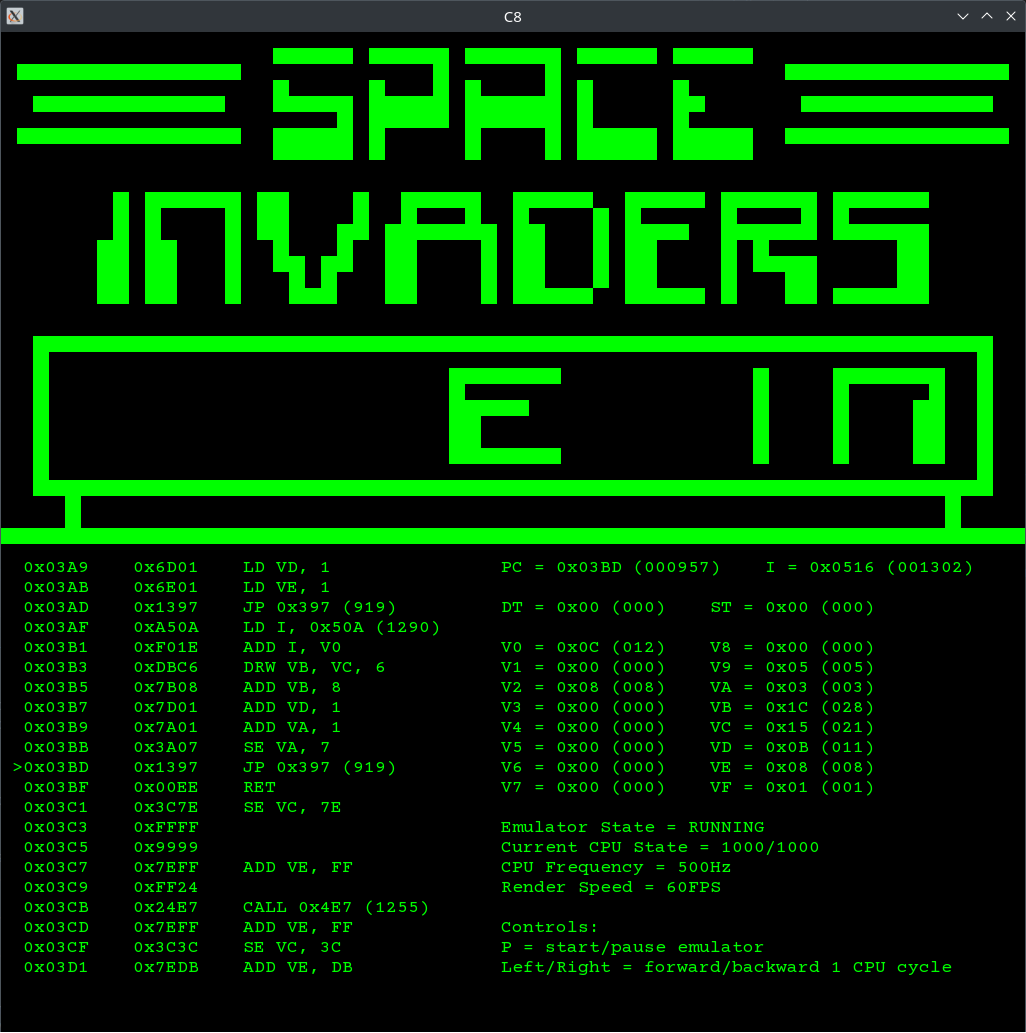 C8
SPACE
INVADERS
E I n
0x03A9 0x6D01 LD VD, 1 PC = 0x03BD (000957) I = 0x0516 (001302)
0x03AB 0x6E01 LD VE, 1
0x03AD 0x1397 JP 0x397 (919) DT = 0x00 (000) ST = 0x00 (000)
0x03AF 0xA50A LD I, 0x50A (1290)
0x03B1 0xF01E ADD I, V0 V0 = 0x0C (012) V8 = 0x00 (000)
0x03B3 0xDBC6 DRW VB, VC, 6 V1 = 0x00 (000) V9 = 0x05 (005)
0x03B5 0x7B08 ADD VB, 8 V2 = 0x08 (008) VA = 0x03 (003)
0x03B7 0x7D01 ADD VD, 1 V3 = 0x00 (000) VB = 0x1C (028)
0x03B9 0x7A01 ADD VA, 1 V4 = 0x00 (000) VC = 0x15 (021)
0x03BB 0x3A07 SE VA, 7 V5 = 0x00 (000) VD = 0x0B (011)
>0x03BD 0x1397 JP 0x397 (919) V6 = 0x00 (000) VE = 0x08 (008)
0x03BF 0x00EE RET V7 = 0x00 (000) VF = 0x01 (001)
0x03C1 0x3C7E SE VC, 7E
0x03C3 0xFFFF Emulator State = RUNNING
0x03C5 0x9999 Current CPU State = 1000/1000
0x03C7 0x7EFF ADD VE, FF CPU Frequency = 500Hz
0x03C9 0xFF24 Render Speed = 60FPS
0x03CB 0x24E7 CALL 0x4E7 (1255)
0x03CD 0x7EFF ADD VE, FF Controls:
0x03CF 0x3C3C SE VC, 3C P = start/pause emulator
0x03D1 0x7EDB ADD VE, DB Left/Right = forward/backward 1 CPU cycle